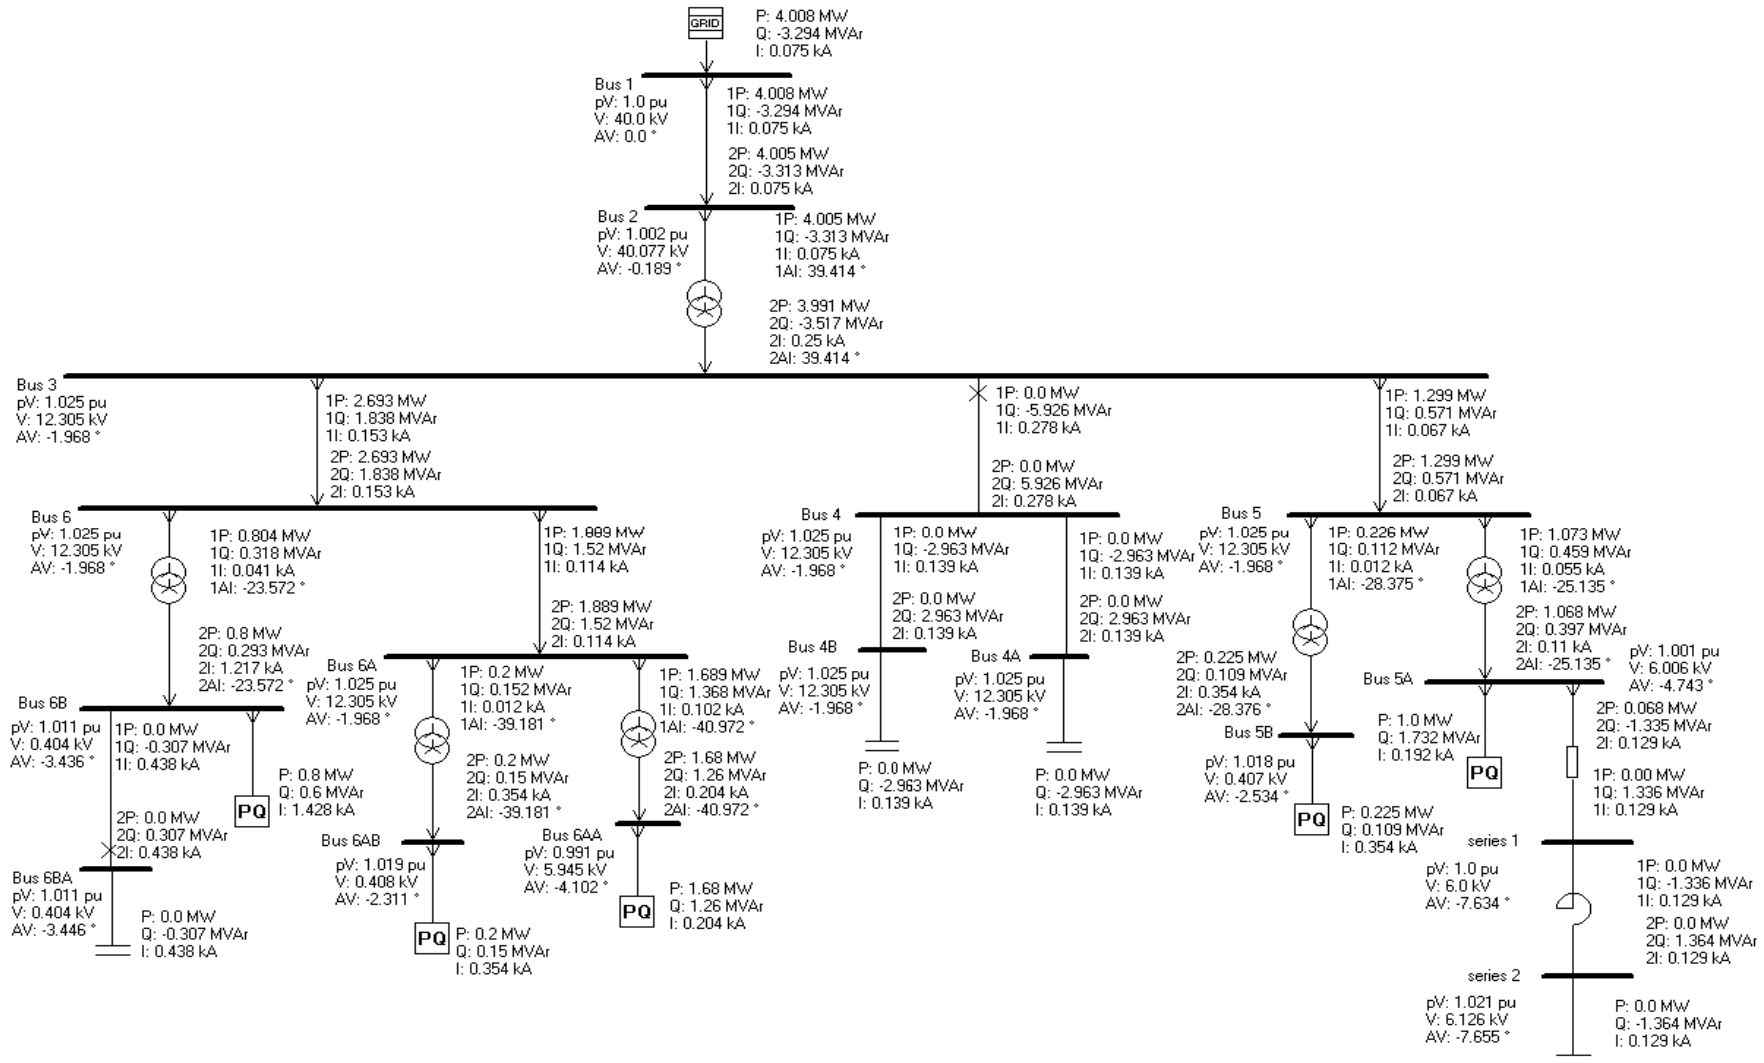 GRID
P: 4.008 MW
Q: -3.294 MVAr
I: 0.075 kA
Bus 1
pV: 1.0 pu
V: 40.0 kV
AV: 0.0 °
1P: 4.008 MW
1Q: -3.294 MVAr
1I: 0.075 kA
2P: 4.005 MW
2Q: -3.313 MVAr
2I: 0.075 kA
Bus 2
pV: 1.002 pu
V: 40.077 kV
AV: -0.189 °
1P: 4.005 MW
1Q: -3.313 MVAr
1I: 0.075 kA
1AI: 39.414 °
2P: 3.991 MW
2Q: -3.517 MVAr
2I: 0.25 kA
2AI: 39.414 °
Bus 3
pV: 1.025 pu
V: 12.305 kV
AV: -1.968 °
1P: 2.693 MW
1Q: 1.838 MVAr
1I: 0.153 kA
2P: 2.693 MW
2Q: 1.838 MVAr
2I: 0.153 kA
1P: 0.0 MW
1Q: -5.926 MVAr
1I: 0.278 kA
2P: 0.0 MW
2Q: 5.926 MVAr
2I: 0.278 kA
1P: 1.299 MW
1Q: 0.571 MVAr
1I: 0.067 kA
2P: 1.299 MW
2Q: 0.571 MVAr
2I: 0.067 kA
Bus 6
pV: 1.025 pu
V: 12.305 kV
AV: -1.968 °
1P: 0.804 MW
1Q: 0.318 MVAr
1I: 0.041 kA
1AI: -23.572 °
2P: 0.8 MW
2Q: 0.293 MVAr
2I: 1.217 kA
2AI: -23.572 °
1P: 1.889 MW
1Q: 1.52 MVAr
1I: 0.114 kA
2P: 1.889 MW
2Q: 1.52 MVAr
2I: 0.114 kA
Bus 4
pV: 1.025 pu
V: 12.305 kV
AV: -1.968 °
1P: 0.0 MW
1Q: -2.963 MVAr
1I: 0.139 kA
2P: 0.0 MW
2Q: 2.963 MVAr
2I: 0.139 kA
1P: 0.0 MW
1Q: -2.963 MVAr
1I: 0.139 kA
2P: 0.0 MW
2Q: 2.963 MVAr
2I: 0.139 kA
Bus 5
pV: 1.025 pu
V: 12.305 kV
AV: -1.968 °
1P: 0.226 MW
1Q: 0.112 MVAr
1I: 0.012 kA
1AI: -28.375 °
2P: 0.225 MW
2Q: 0.109 MVAr
2I: 0.354 kA
2AI: -28.376 °
1P: 1.073 MW
1Q: 0.459 MVAr
1I: 0.055 kA
1AI: -25.135 °
2P: 1.068 MW
2Q: 0.397 MVAr
2I: 0.11 kA
2AI: -25.135 °
Bus 6B
pV: 1.011 pu
V: 0.404 kV
AV: -3.436 °
1P: 0.0 MW
1Q: -0.307 MVAr
1I: 0.438 kA
2P: 0.0 MW
2Q: 0.307 MVAr
2I: 0.438 kA
PQ
P: 0.8 MW
Q: 0.6 MVAr
I: 1.428 kA
Bus 6BA
pV: 1.011 pu
V: 0.404 kV
AV: -3.446 °
P: 0.0 MW
Q: -0.307 MVAr
I: 0.438 kA
Bus 6A
pV: 1.025 pu
V: 12.305 kV
AV: -1.968 °
1P: 0.2 MW
1Q: 0.152 MVAr
1I: 0.012 kA
1AI: -39.181 °
2P: 0.2 MW
2Q: 0.15 MVAr
2I: 0.354 kA
2AI: -39.181 °
1P: 1.689 MW
1Q: 1.368 MVAr
1I: 0.102 kA
1AI: -40.972 °
2P: 1.68 MW
2Q: 1.26 MVAr
2I: 0.204 kA
2AI: -40.972 °
Bus 6AB
pV: 1.019 pu
V: 0.408 kV
AV: -2.311 °
PQ
P: 0.2 MW
Q: 0.15 MVAr
I: 0.354 kA
Bus 6AA
pV: 0.991 pu
V: 5.945 kV
AV: -4.102 °
PQ
P: 1.68 MW
Q: 1.26 MVAr
I: 0.204 kA
Bus 4B
pV: 1.025 pu
V: 12.305 kV
AV: -1.968 °
P: 0.0 MW
Q: -2.963 MVAr
I: 0.139 kA
Bus 4A
pV: 1.025 pu
V: 12.305 kV
AV: -1.968 °
P: 0.0 MW
Q: -2.963 MVAr
I: 0.139 kA
Bus 5B
pV: 1.018 pu
V: 0.407 kV
AV: -2.534 °
PQ
P: 0.225 MW
Q: 0.109 MVAr
I: 0.354 kA
Bus 5A
pV: 1.001 pu
V: 6.006 kV
AV: -4.743 °
P: 1.0 MW
Q: 1.732 MVAr
I: 0.192 kA
PQ
2P: 0.068 MW
2Q: -1.335 MVAr
2I: 0.129 kA
1P: 0.00 MW
1Q: 1.336 MVAr
1I: 0.129 kA
series 1
pV: 1.0 pu
V: 6.0 kV
AV: -7.634 °
1P: 0.0 MW
1Q: -1.336 MVAr
1I: 0.129 kA
2P: 0.0 MW
2Q: 1.364 MVAr
2I: 0.129 kA
series 2
pV: 1.021 pu
V: 6.126 kV
AV: -7.655 °
P: 0.0 MW
Q: -1.364 MVAr
I: 0.129 kA